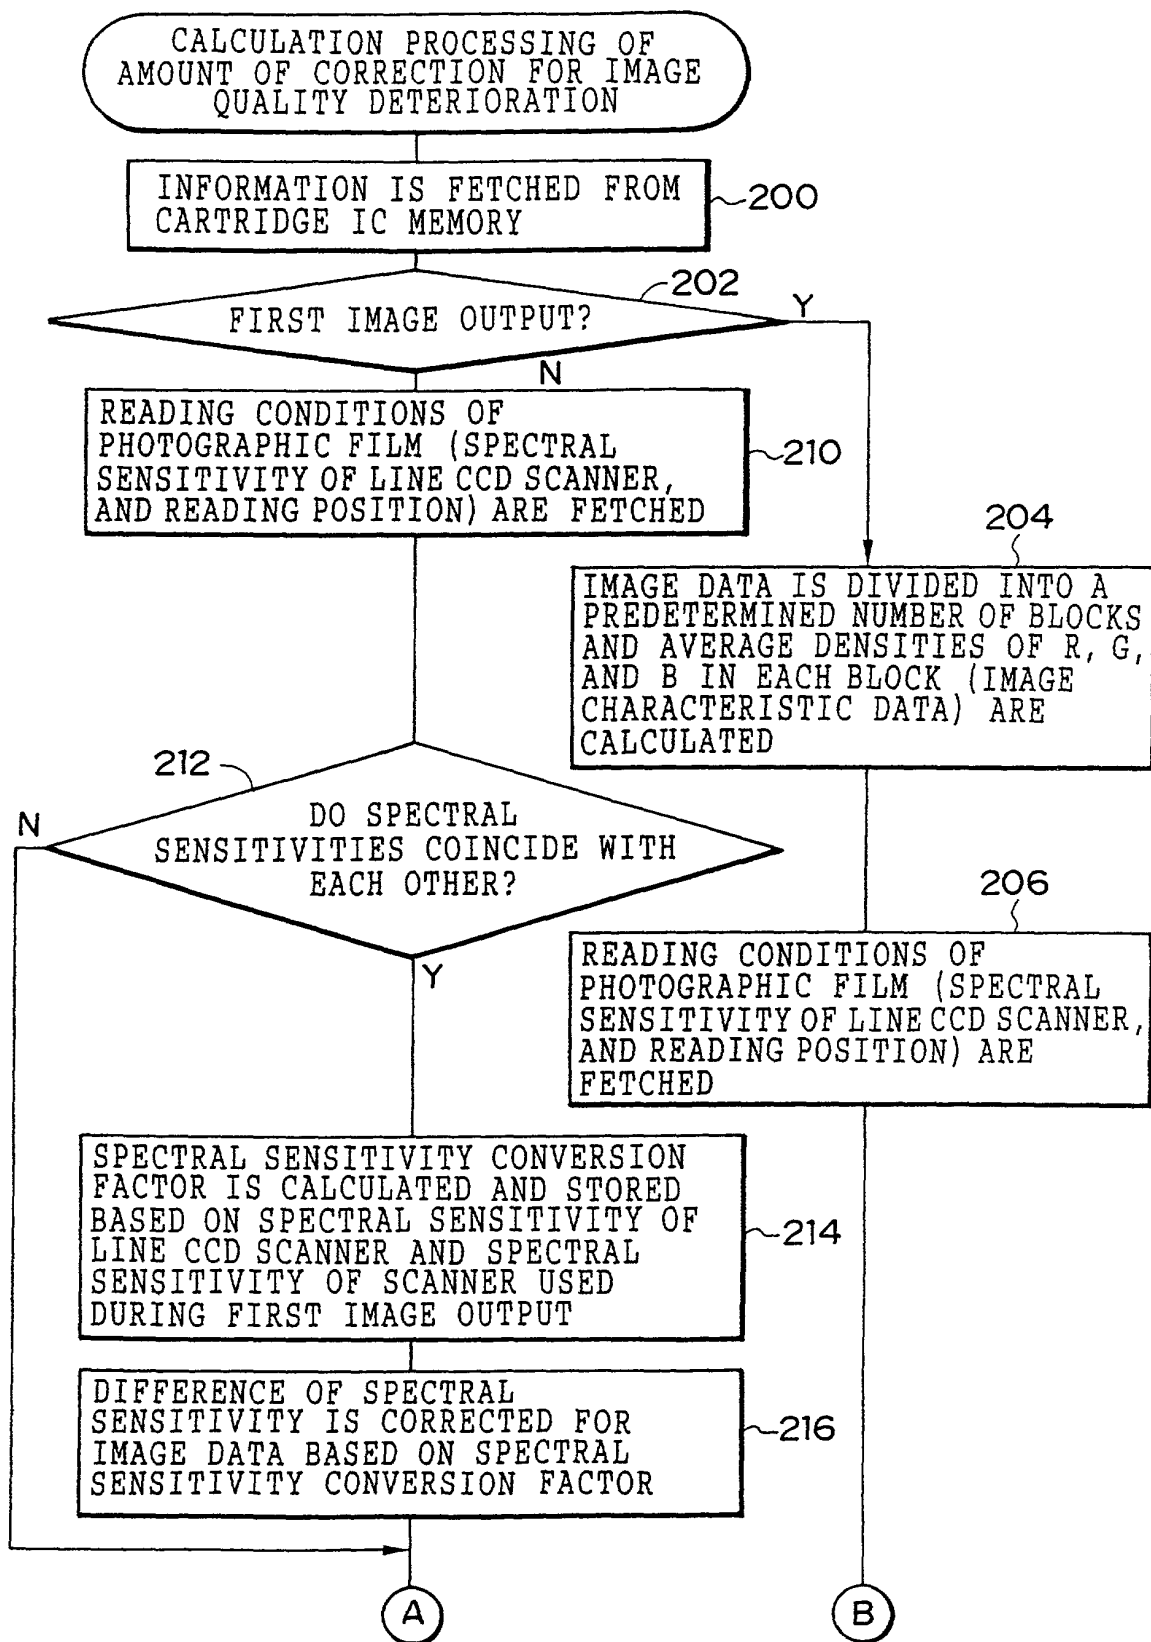 CALCULATION PROCESSING OF
AMOUNT OF CORRECTION FOR IMAGE
QUALITY DETERIORATION
INFORMATION IS FETCHED FROM
CARTRIDGE IC MEMORY
200
202
FIRST IMAGE OUTPUT?
Y
N
READING CONDITIONS OF
PHOTOGRAPHIC FILM (SPECTRAL
SENSITIVITY OF LINE CCD SCANNER,
AND READING POSITION) ARE FETCHED
210
204
IMAGE DATA IS DIVIDED INTO A
PREDETERMINED NUMBER OF BLOCKS
AND AVERAGE DENSITIES OF R, G,
AND B IN EACH BLOCK (IMAGE
CHARACTERISTIC DATA) ARE
CALCULATED
212
N
DO SPECTRAL
SENSITIVITIES COINCIDE WITH
EACH OTHER?
Y
206
READING CONDITIONS OF
PHOTOGRAPHIC FILM (SPECTRAL
SENSITIVITY OF LINE CCD SCANNER,
AND READING POSITION) ARE
FETCHED
SPECTRAL SENSITIVITY CONVERSION
FACTOR IS CALCULATED AND STORED
BASED ON SPECTRAL SENSITIVITY OF
LINE CCD SCANNER AND SPECTRAL
SENSITIVITY OF SCANNER USED
DURING FIRST IMAGE OUTPUT
214
DIFFERENCE OF SPECTRAL
SENSITIVITY IS CORRECTED FOR
IMAGE DATA BASED ON SPECTRAL
SENSITIVITY CONVERSION FACTOR
216
A
B